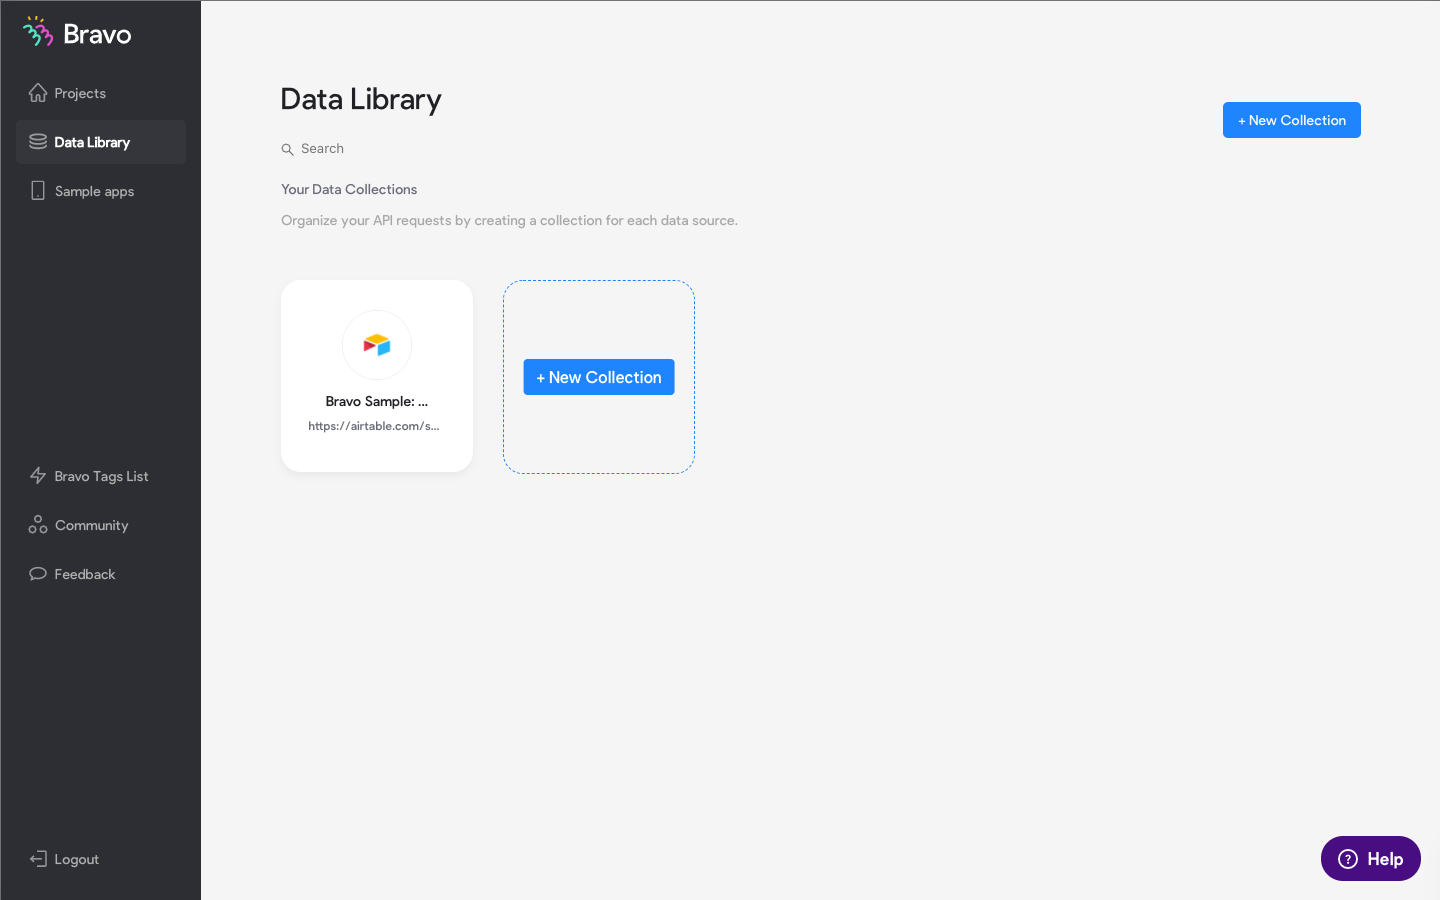 Bravo
Projects
Data Library
Sample apps
Bravo Tags List
Community
Feedback
Logout
Data Library
+ New Collection
Search
Your Data Collections
Organize your API requests by creating a collection for each data source.
Bravo Sample: ...
https://airtable.com/s...
+ New Collection
? Help